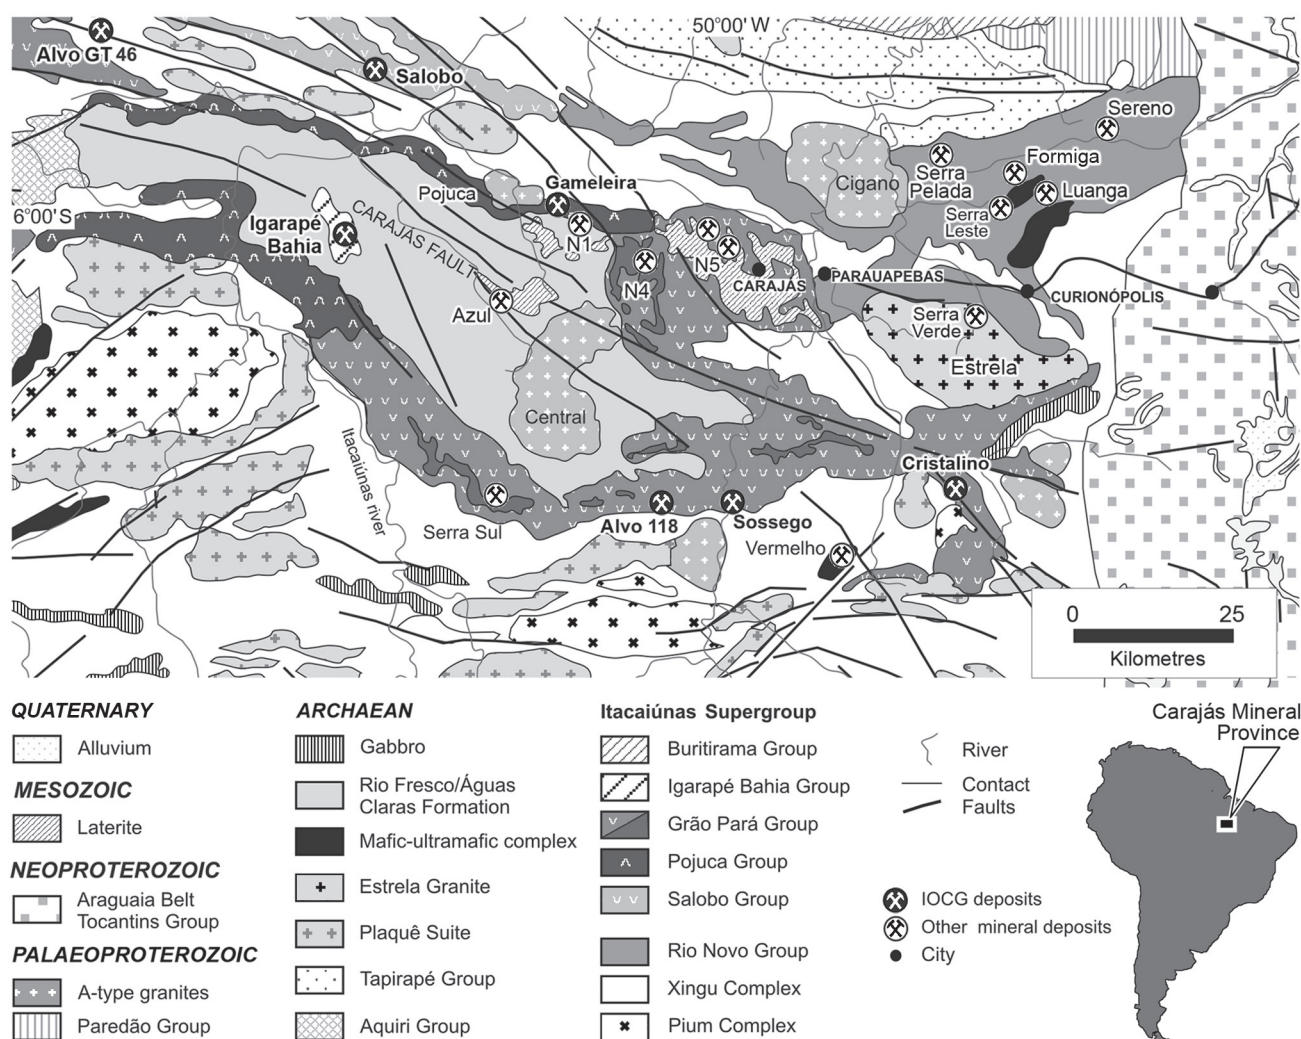 50°00' W
Alvo GT 46
Salobo
Sereno
Formiga
Serra
Pelada
Cigano
Luanga
Gameleira
Pojuca
6°00' S
Igarapé
Bahia
CARAJÁS FAULT
N1
Serra
Leste
N5
N4
CARAJÁS
PARAUAPEBAS
CURIONÓPOLIS
Azul
Serra
Verde
Estrela
Central
Itacaiúnas river
Cristalino
Serra Sul
Alvo 118
Sossego
Vermelho
0 25
Kilometres
QUATERNARY
Alluvium
MESOZOIC
Laterite
NEOPROTEROZOIC
Araguaia Belt
Tocantins Group
PALAEOPROTEROZOIC
A-type granites
Paredão Group
ARCHAEAN
Gabbro
Rio Fresco/Águas
Claras Formation
Mafic-ultramafic complex
Estrela Granite
Plaquê Suite
Tapirapé Group
Aquiri Group
Itacaiúnas Supergroup
Buritirama Group
Igarapé Bahia Group
Grão Pará Group
Pojuca Group
Salobo Group
Rio Novo Group
Xingu Complex
Pium Complex
River
Contact
Faults
IOCG deposits
Other mineral deposits
City
Carajás Mineral
Province